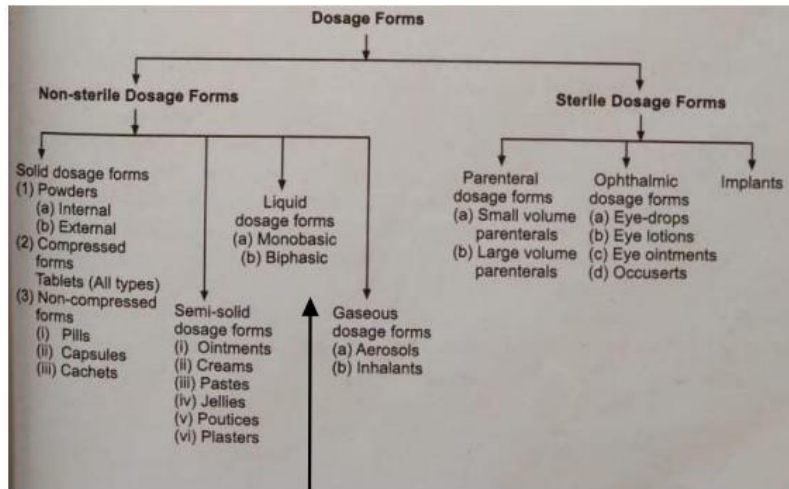 Dosage Forms
Non-sterile Dosage Forms
Solid dosage forms
(1) Powders
(a) Internal
(b) External
(2) Compressed
forms
Tablets (All types)
(3) Non-compressed
forms
(i) Pills
(ii) Capsules
(iii) Cachets
Semi-solid
dosage forms
(i) Ointments
(ii) Creams
(iii) Pastes
(iv) Jellies
(v) Poutices
(vi) Plasters
Liquid
dosage forms
(a) Monobasic
(b) Biphasic
Gaseous
dosage forms
(a) Aerosols
(b) Inhalants
Sterile Dosage Forms
Parenteral
dosage forms
(a) Small volume
parenterals
(b) Large volume
parenterals
Ophthalmic
dosage forms
(a) Eye-drops
(b) Eye lotions
(c) Eye ointments
(d) Occuserts
Implants